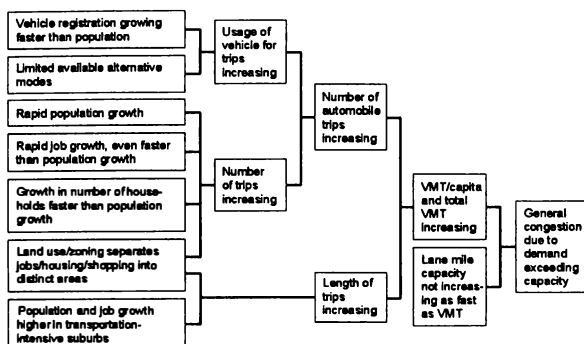 Vehicle registration growing
faster than population
Limited available alternative
modes
Rapid population growth
Rapid job growth, even faster
than population growth
Growth in number of house-
holds faster than population
growth
Land use/zoning separates
jobs/housing/shopping into
distinct areas
Population and job growth
higher in transportation-
intensive suburbs
Usage of
vehicle for
trips
increasing
Number
of trips
increasing
Number of
automobile
trips
increasing
Length of
trips
increasing
VMT/capita
and total
VMT
increasing
Lane mile
capacity
not increas-
ing as fast
as VMT
General
congestion
due to
demand
exceeding
capacity